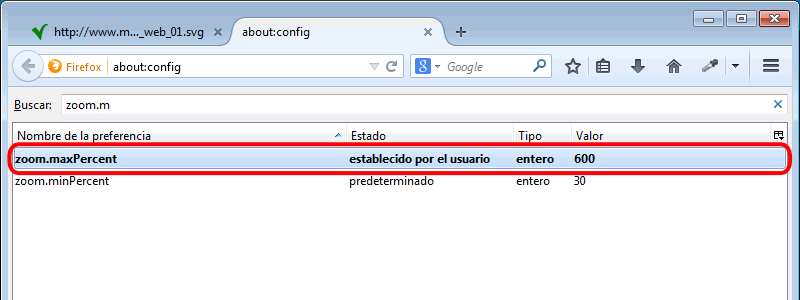 http://www.m..._web_01.svg about:config
Firefox about:config Google
Buscar: zoom.m
Nombre de la preferencia Estado Tipo Valor
zoom.maxPercent establecido por el usuario entero 600
zoom.minPercent predeterminado entero 30